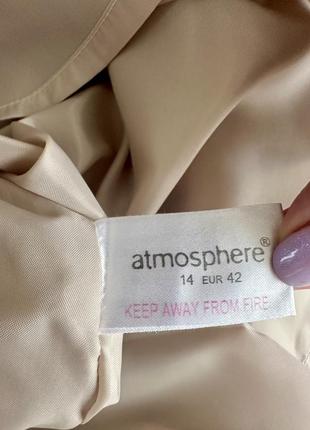 atmosphere®
14 EUR 42
KEEP AWAY FROM FIRE